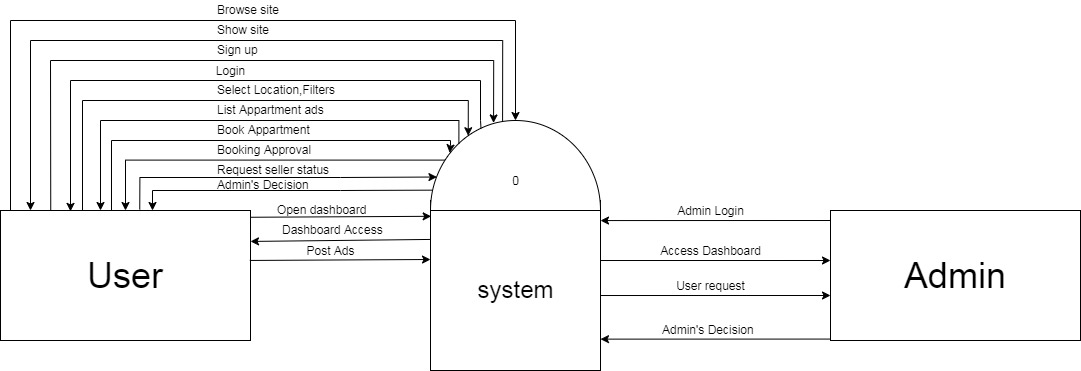 Browse site
Show site
Sign up
Login
Select Location,Filters
List Appartment ads
Book Appartment
Booking Approval
Request seller status
Admin's Decision
0
Open dashboard
Dashboard Access
Post Ads
Admin Login
Access Dashboard
User request
Admin's Decision
User
system
Admin